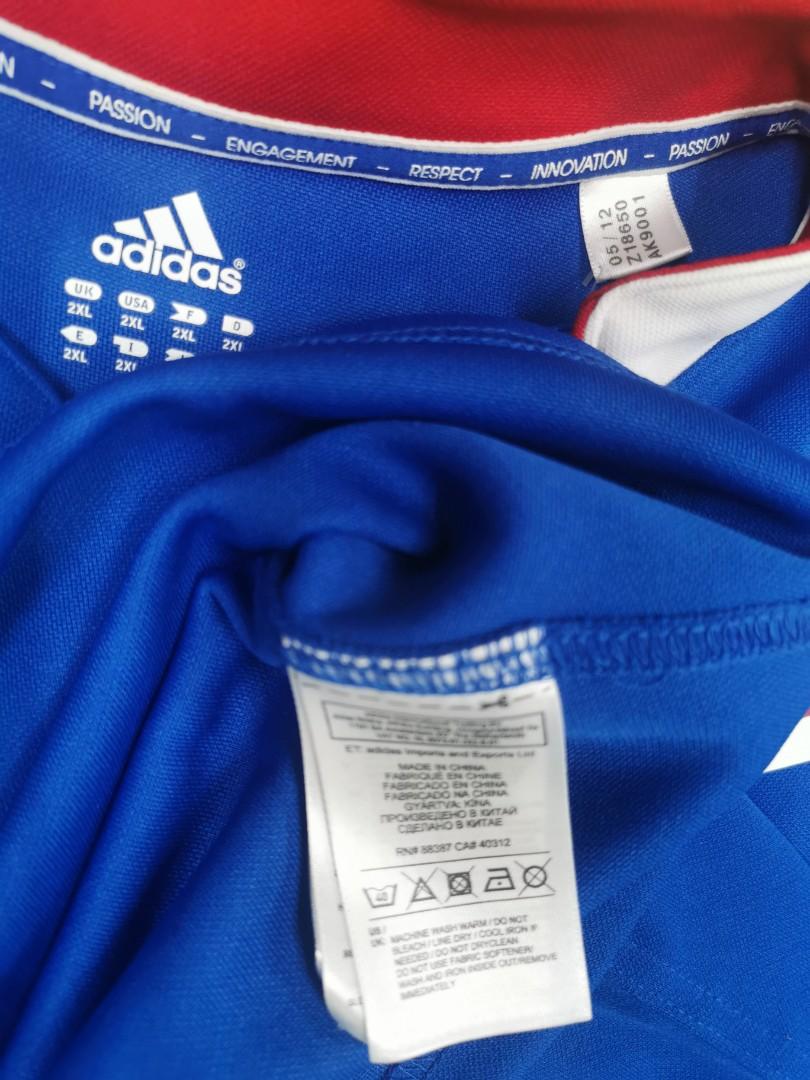 N - PASSION - ENGAGEMENT - RESPECT - INNOVATION - PASSION - ENGA
05/12
Z18650
AK9001
adidas®
UK USA F D
2XL 2XL 2XL 2XL
E I
2XL 2XL
ET: adidas Imports and Exports Ltd
MADE IN CHINA
FABRIQUÉ EN CHINE
FABRICADO EN CHINA
FABRICADO NA CHINA
GYÁRTVA: KÍNA
ПРОИЗВЕДЕНО В КИТАЙ
СДЕЛАНО В КИТАЕ
RN# 88387 CA# 40312
40
US /
UK: MACHINE WASH WARM / DO NOT
BLEACH / LINE DRY / COOL IRON IF
NEEDED / DO NOT DRYCLEAN
DO NOT USE FABRIC SOFTENER/
WASH AND IRON INSIDE OUT/REMOVE
IMMEDIATELY